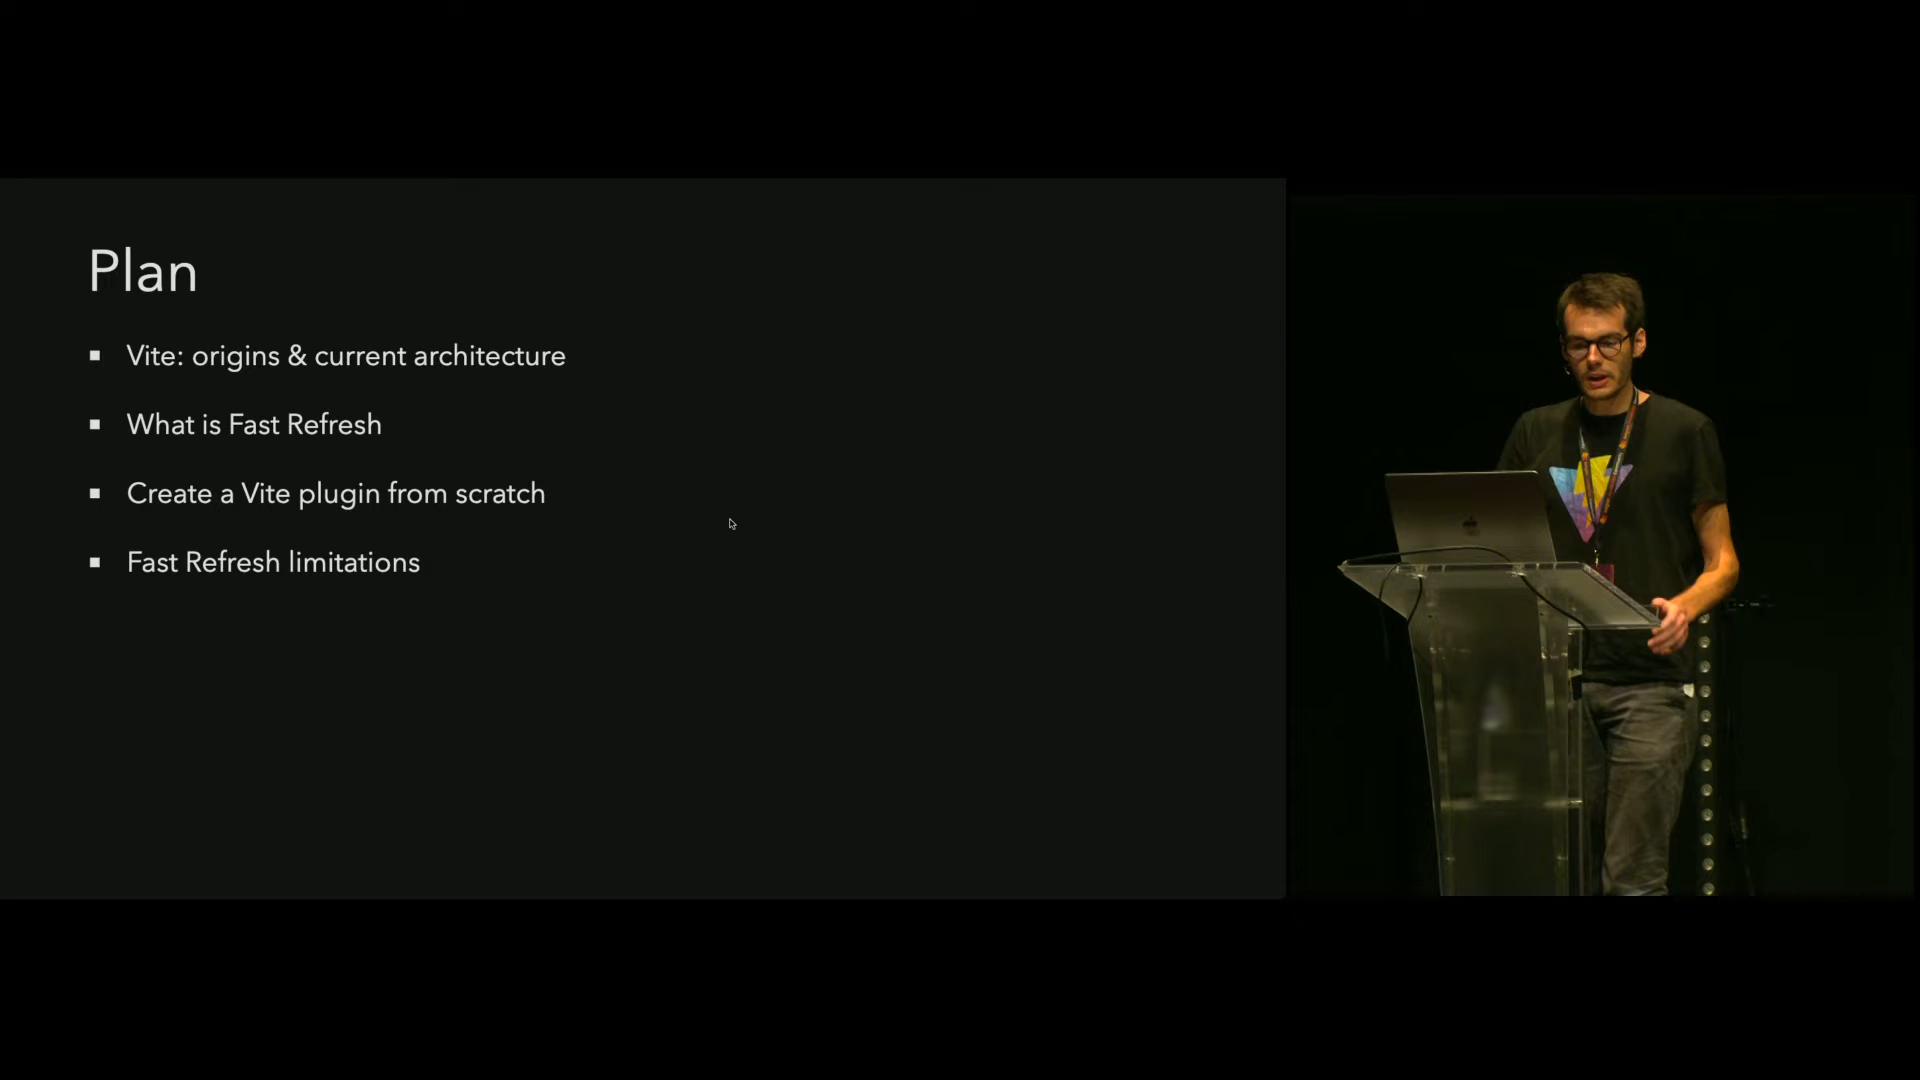 Plan
Vite: origins & current architecture
What is Fast Refresh
Create a Vite plugin from scratch
Fast Refresh limitations